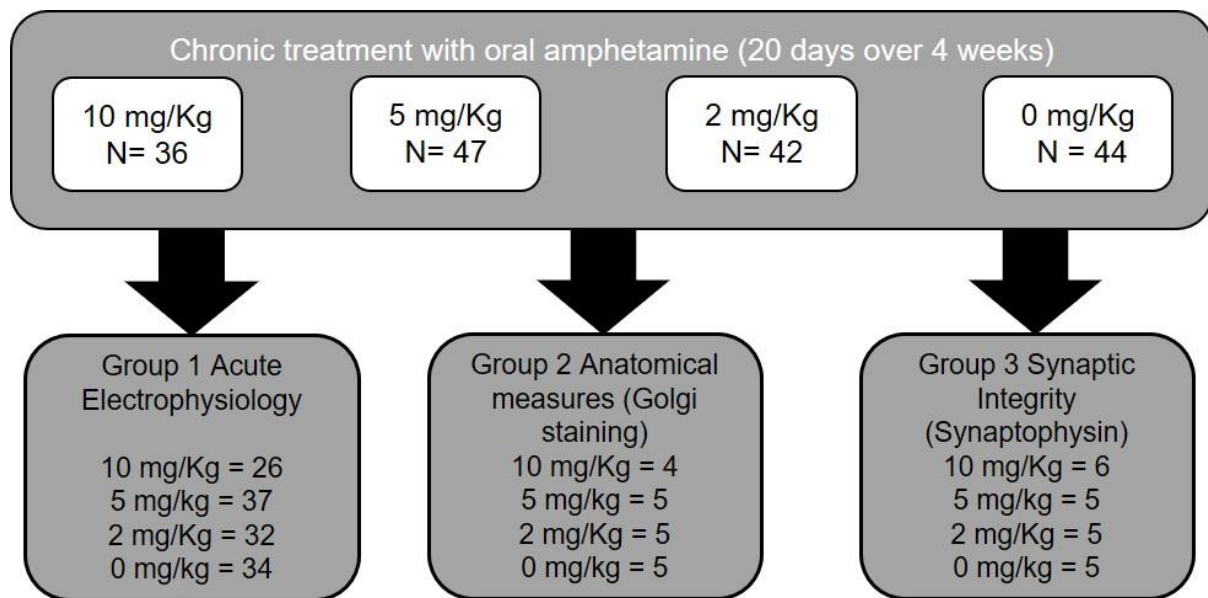 Chronic treatment with oral amphetamine (20 days over 4 weeks)
10 mg/Kg
N= 36
5 mg/Kg
N= 47
2 mg/Kg
N= 42
0 mg/Kg
N = 44
Group 1 Acute
Electrophysiology
10 mg/Kg = 26
5 mg/kg = 37
2 mg/Kg = 32
0 mg/kg = 34
Group 2 Anatomical
measures (Golgi
staining)
10 mg/Kg = 4
5 mg/kg = 5
2 mg/Kg = 5
0 mg/kg = 5
Group 3 Synaptic
Integrity
(Synaptophysin)
10 mg/Kg = 6
5 mg/kg = 5
2 mg/Kg = 5
0 mg/kg = 5